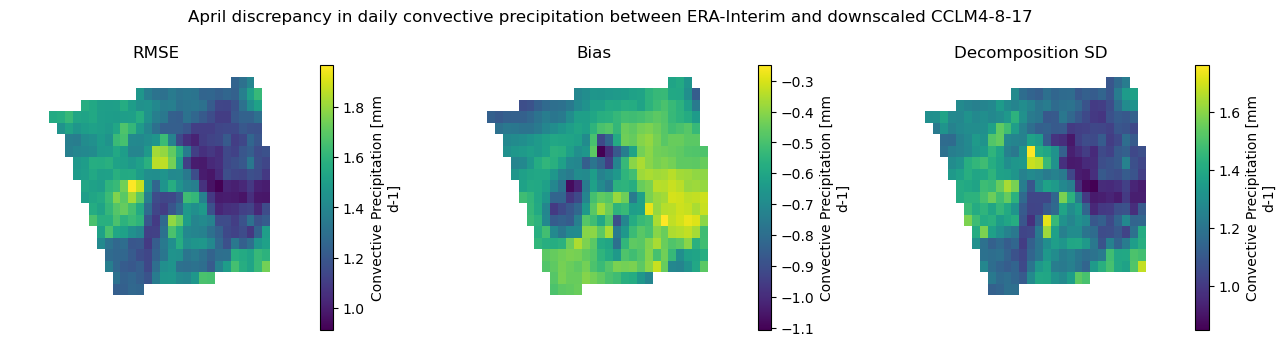 April discrepancy in daily convective precipitation between ERA-Interim and downscaled CCLM4-8-17
RMSE
1.8
1.6
1.4
1.2
1.0
Convective Precipitation [mm
d-1]
Bias
−0.3
−0.4
−0.5
−0.6
−0.7
−0.8
−0.9
−1.0
−1.1
Convective Precipitation [mm
d-1]
Decomposition SD
1.6
1.4
1.2
1.0
Convective Precipitation [mm
d-1]